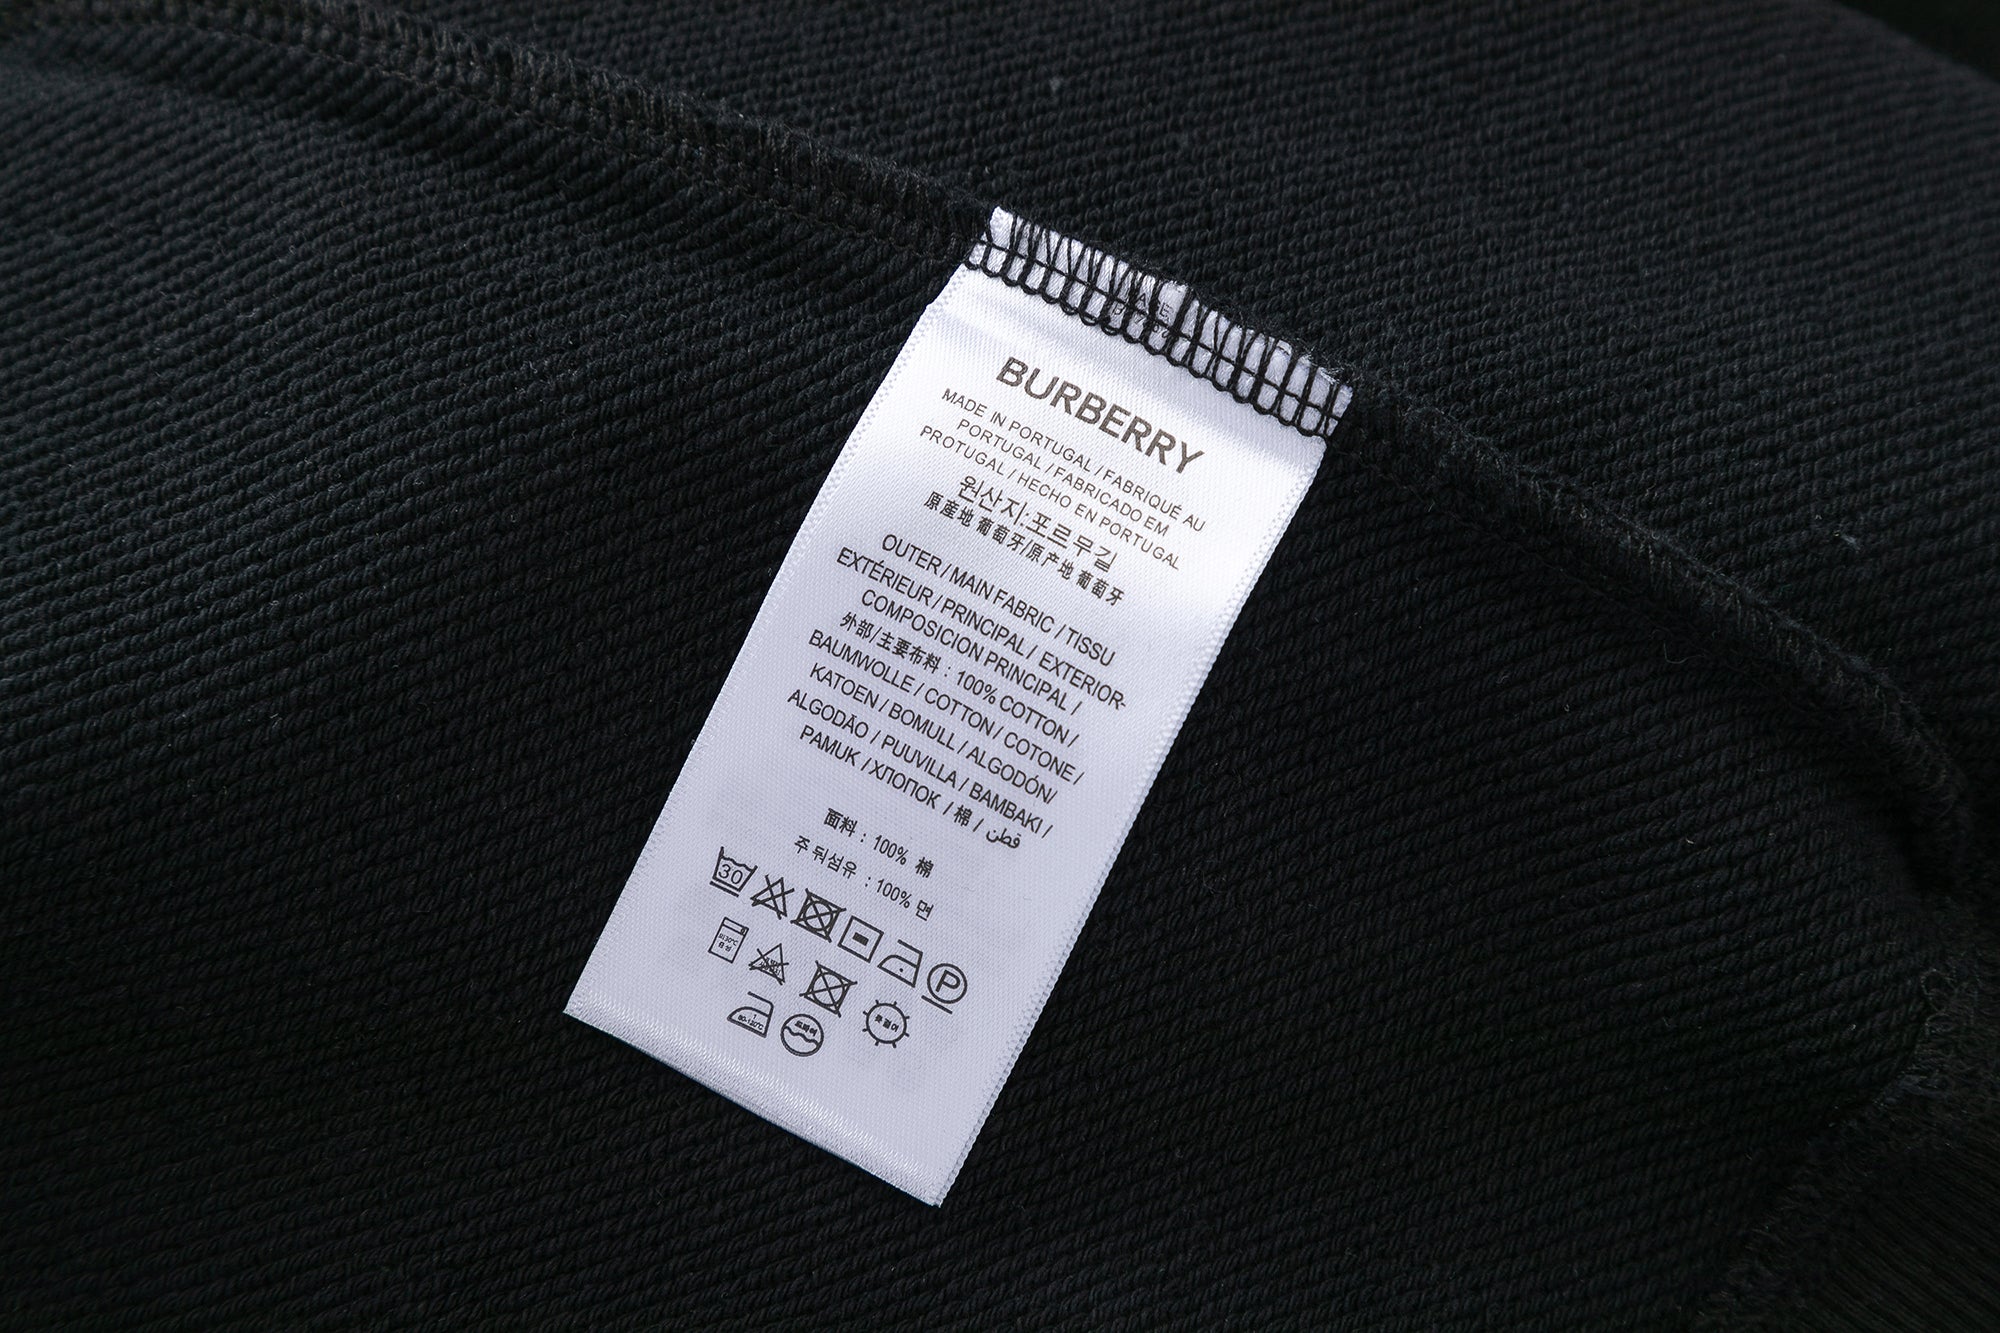 BURBERRY
MADE IN PORTUGAL / FABRIQUÉ AU
PORTUGAL / FABRICADO EM
PROTUGAL / HECHO EN PORTUGAL
원산지:포르무길
原産地 葡萄牙/原产地 葡萄牙
OUTER / MAIN FABRIC / TISSU
EXTÉRIEUR / PRINCIPAL / EXTERIOR-
COMPOSICION PRINCIPAL /
外部/主要布料 : 100% COTTON /
BAUMWOLLE / COTTON / COTONE /
KATOEN / BOMULL / ALGODÓN/
ALGODÃO / PUUVILLA / BAMBAKI /
PAMUK / ХЛОПОК / 棉 / قطن
面料 : 100% 棉
주 뒤섬유 : 100% 면
30
P